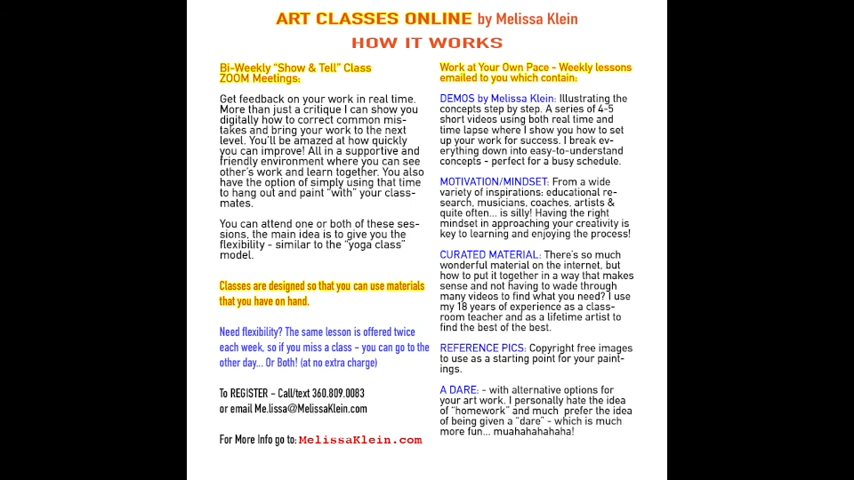 ART CLASSES ONLINE by Melissa Klein
HOW IT WORKS
Bi-Weekly "Show & Tell" Class
ZOOM Meetings:
Get feedback on your work in real time.
More than just a critique I can show you
digitally how to correct common mis-
takes and bring your work to the next
level. You'll be amazed at how quickly
you can improve! All in a supportive and
friendly environment where you can see
other's work and learn together. You also
have the option of simply using that time
to hang out and paint "with" your class-
mates.
You can attend one or both of these ses-
sions, the main idea is to give you the
flexibility - similar to the "yoga class"
model.
Classes are designed so that you can use materials
that you have on hand.
Need flexibility? The same lesson is offered twice
each week, so if you miss a class – you can go to the
other day... Or Both! (at no extra charge)
To REGISTER – Call/text 360.809.0083
or email Me.lissa@MelissaKlein.com
For More Info go to: MelissaKlein.com
Work at Your Own Pace - Weekly lessons
emailed to you which contain:
DEMOS by Melissa Klein: Illustrating the
concepts step by step. A series of 4-5
short videos using both real time and
time lapse where I show you how to set
up your work for success. I break ev-
erything down into easy-to-understand
concepts - perfect for a busy schedule.
MOTIVATION/MINDSET: From a wide
variety of inspirations: educational re-
search, musicians, coaches, artists &
quite often... is silly! Having the right
mindset in approaching your creativity is
key to learning and enjoying the process!
CURATED MATERIAL: There's so much
wonderful material on the internet, but
how to put it together in a way that makes
sense and not having to wade through
many videos to find what you need? I use
my 18 years of experience as a class-
room teacher and as a lifetime artist to
find the best of the best.
REFERENCE PICS: Copyright free images
to use as a starting point for your paint-
ings.
A DARE: - with alternative options for
your art work. I personally hate the idea
of "homework" and much prefer the idea
of being given a "dare" - which is much
more fun... muahahahahaha!